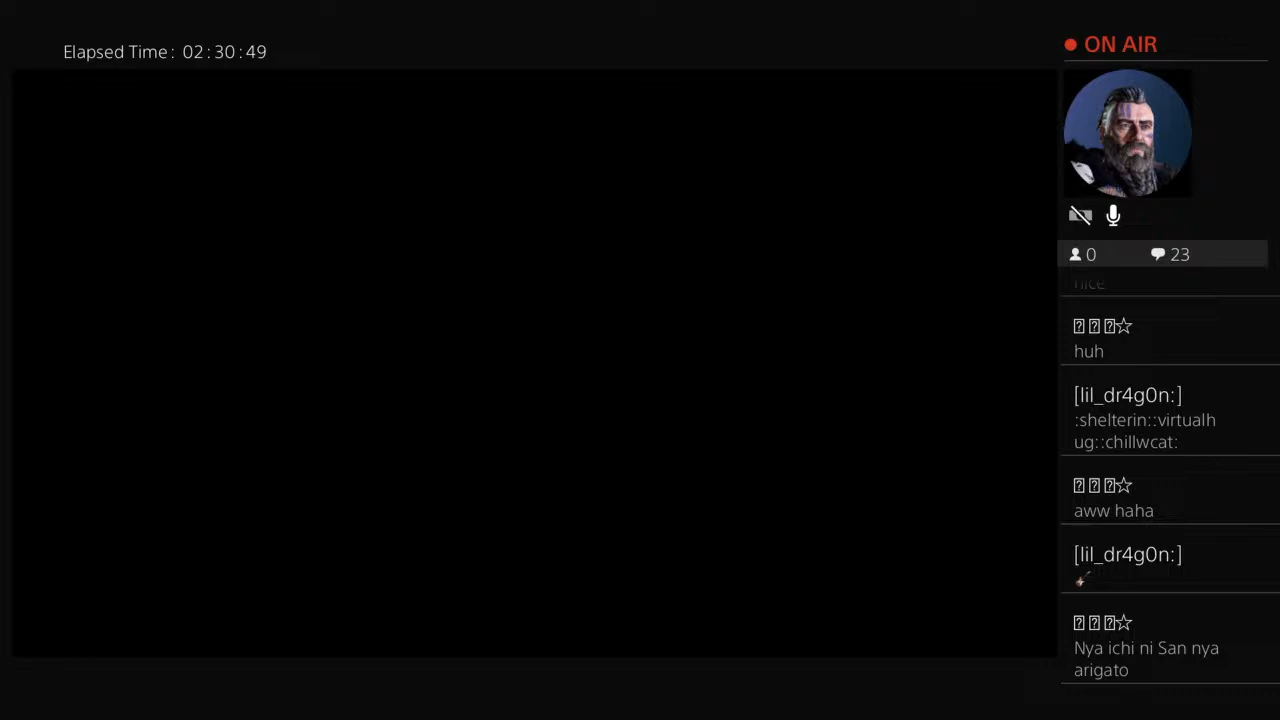 Elapsed Time: 02:30:49
ON AIR
0 23
nice
☆
huh
[lil_dr4g0n:]
:shelterin::virtualh
ug::chillwcat:
☆
aww haha
[lil_dr4g0n:]
☆
Nya ichi ni San nya
arigato